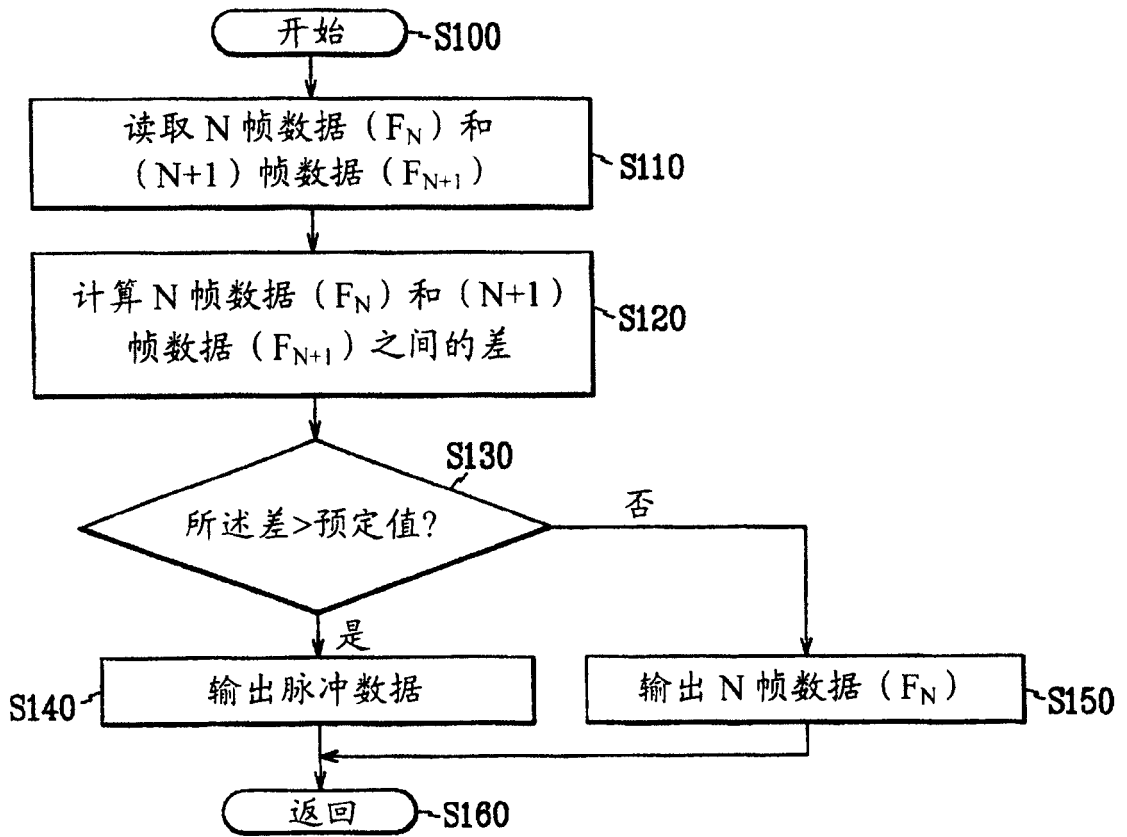 开始
S100
读取 N 帧数据（F_N）和
（N+1）帧数据（F_{N+1}）
S110
计算 N 帧数据（F_N）和（N+1）
帧数据（F_{N+1}）之间的差
S120
S130
所述差>预定值?
否
是
S140
输出脉冲数据
输出 N 帧数据（F_N）
S150
返回
S160